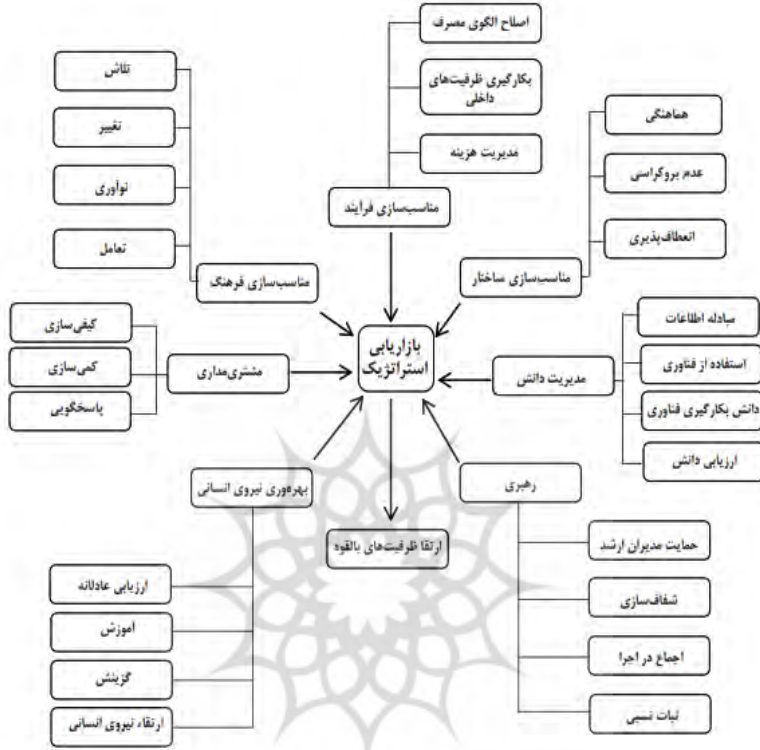 اصلاح الگوی مصرف
بکارگیری ظرفیت‌های
داخلی
مدیریت هزینه
مناسب‌سازی فرآیند
هماهنگی
عدم بروکراسی
انعطاف‌پذیری
مناسب‌سازی ساختار
تلاش
تغییر
نوآوری
تعامل
مناسب‌سازی فرهنگ
بازاریابی
استراتژیک
مبادله اطلاعات
استفاده از فناوری
دانش بکارگیری فناوری
ارزیابی دانش
مدیریت دانش
کیفی‌سازی
کمی‌سازی
پاسخگویی
مشتری‌مداری
رهبری
حمایت مدیران ارشد
شفاف‌سازی
اجماع در اجرا
ثبات نسبی
ارتقا ظرفیت‌های بالقوه
بهره‌وری نیروی انسانی
ارزیابی عادلانه
آموزش
گزینش
ارتقاء نیروی انسانی